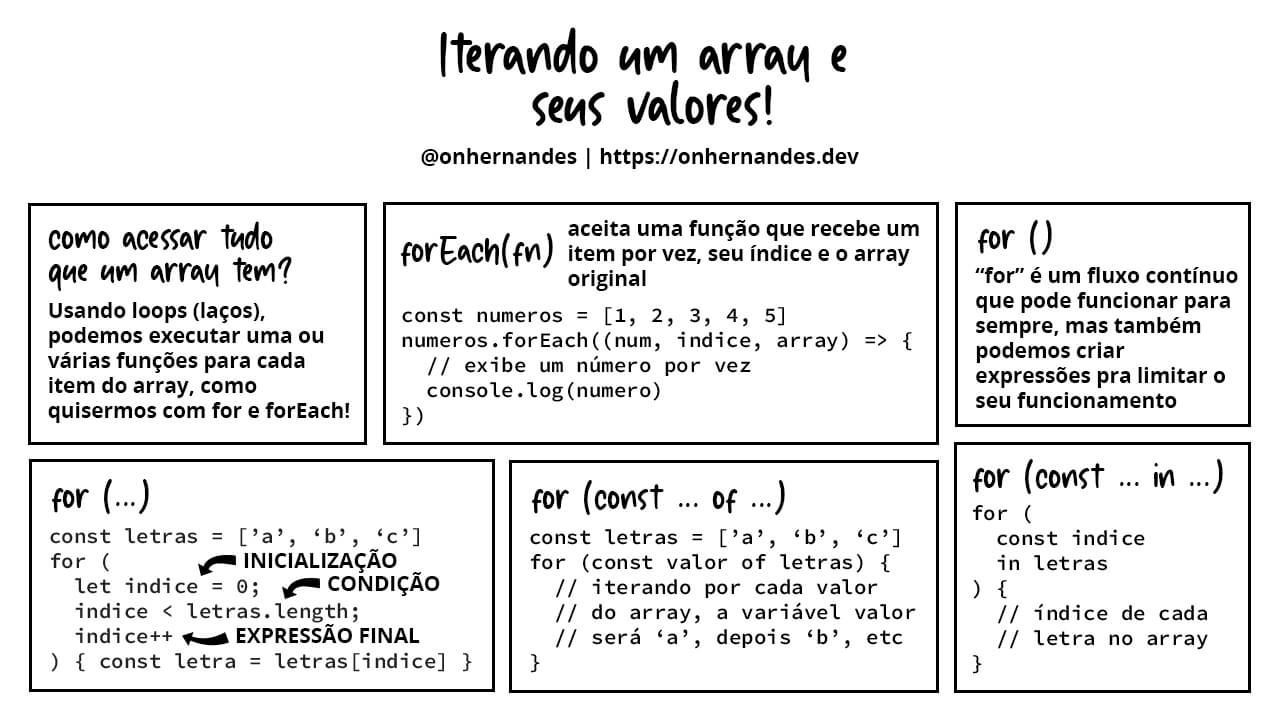 Iterando um array e
seus valores!
@onhernandes | https://onhernandes.dev
como acessar tudo
que um array tem?
Usando loops (laços),
podemos executar uma ou
várias funções para cada
item do array, como
quisermos com for e forEach!
forEach(fn)
aceita uma função que recebe um
item por vez, seu índice e o array
original
const numeros = [1, 2, 3, 4, 5]
numeros.forEach((num, indice, array) => {
  // exibe um número por vez
  console.log(numero)
})
for ()
“for” é um fluxo contínuo
que pode funcionar para
sempre, mas também
podemos criar
expressões pra limitar o
seu funcionamento
for (...)
const letras = [’a’, ‘b’, ‘c’]
for (
INICIALIZAÇÃO
  let indice = 0;
CONDIÇÃO
  indice < letras.length;
  indice++
EXPRESSÃO FINAL
) { const letra = letras[indice] }
for (const ... of ...)
const letras = [’a’, ‘b’, ‘c’]
for (const valor of letras) {
  // iterando por cada valor
  // do array, a variável valor
  // será ‘a’, depois ‘b’, etc
}
for (const ... in ...)
for (
  const indice
  in letras
) {
  // índice de cada
  // letra no array
}